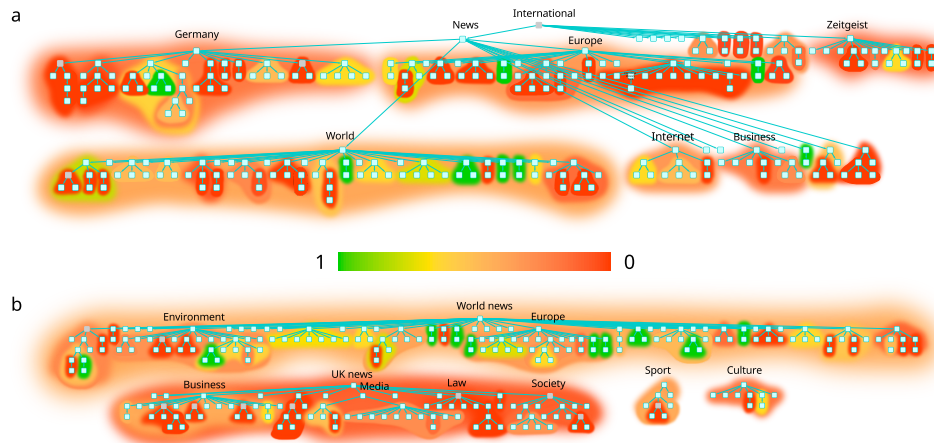 a
International
News
Zeitgeist
Germany
Europe
World
Internet
Business
1
0
b
World news
Environment
Europe
UK news
Business
Media
Law
Society
Sport
Culture